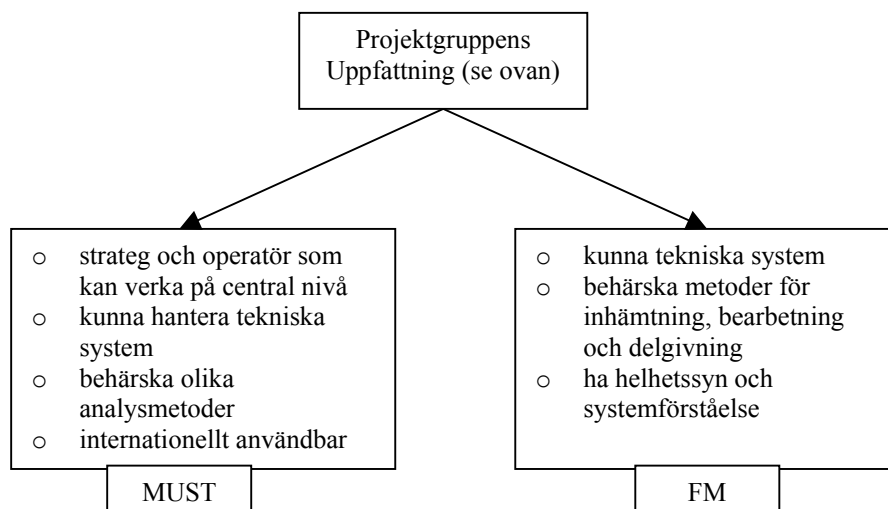 Projektgruppens
Uppfattning (se ovan)
o strateg och operatör som
kan verka på central nivå
o kunna hantera tekniska
system
o behärska olika
analysmetoder
o internationellt användbar
MUST
o kunna tekniska system
o behärska metoder för
inhämtning, bearbetning
och delgivning
o ha helhetssyn och
systemförståelse
FM